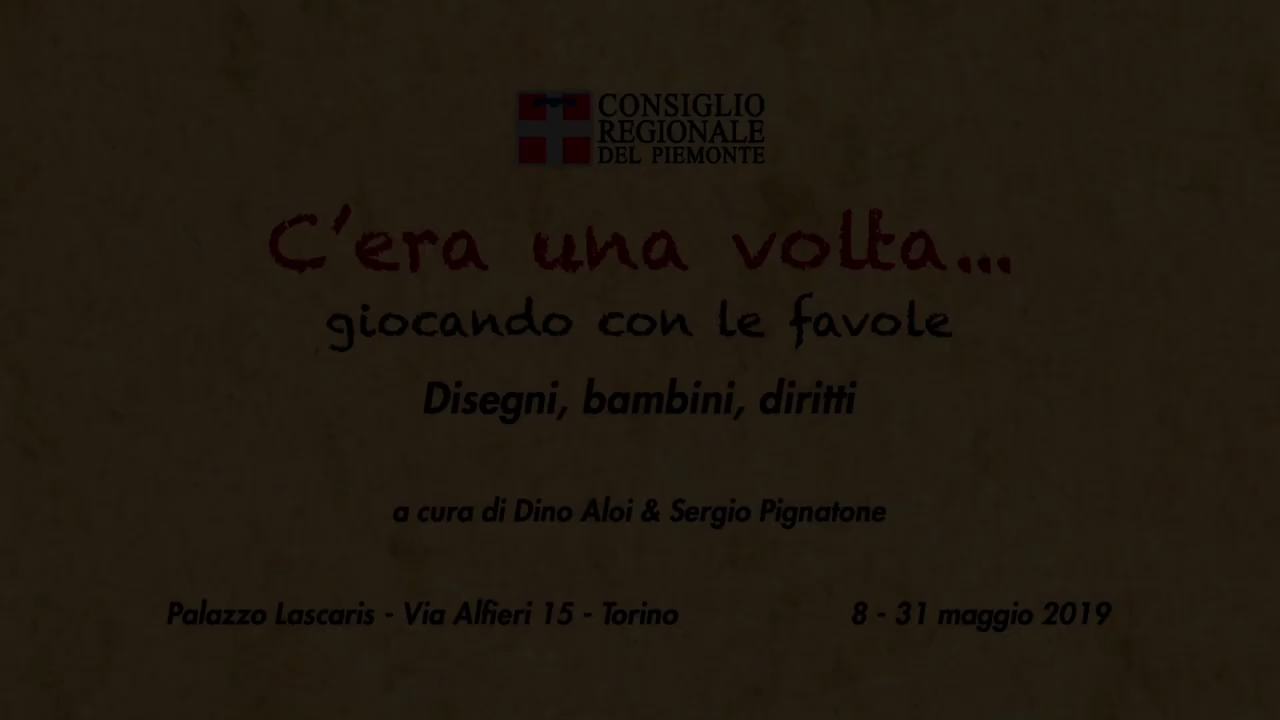 CONSIGLIO
REGIONALE
DEL PIEMONTE
C'era una volta...
giocando con le favole
Disegni, bambini, diritti
a cura di Dino Aloi & Sergio Pignatone
Palazzo Lascaris - Via Alfieri 15 - Torino 8 - 31 maggio 2019